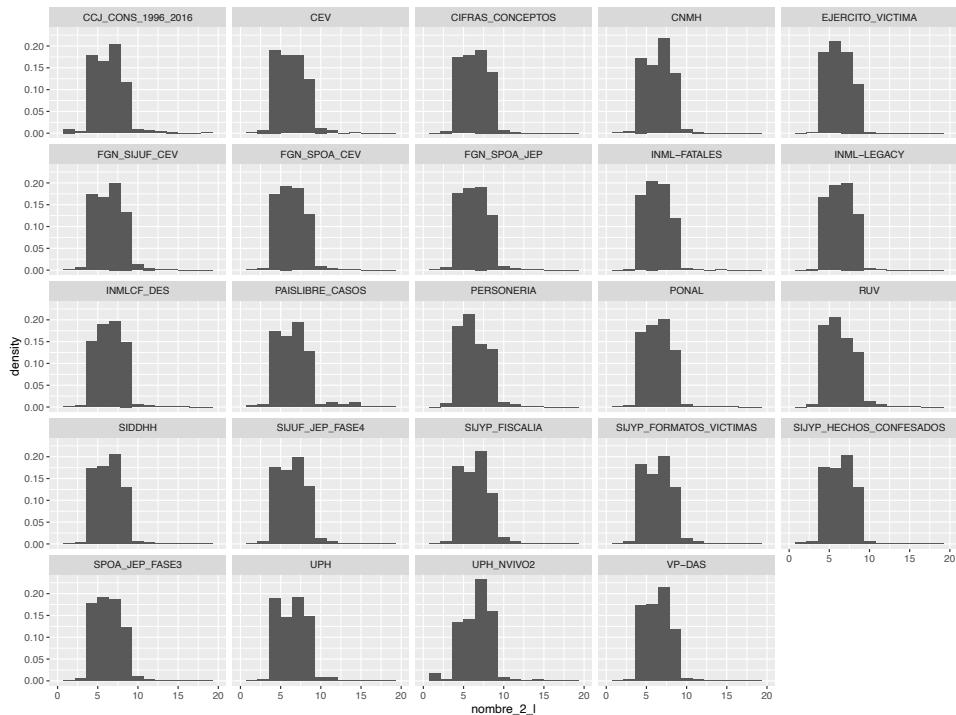 CCJ_CONS_1996_2016 CEV CIFRAS_CONCEPTOS CNMH EJERCITO_VICTIMA
0.20
0.15
0.10
0.05
0.00
FGN_SIJUF_CEV FGN_SPOA_CEV FGN_SPOA_JEP INML-FATALES INML-LEGACY
0.20
0.15
0.10
0.05
0.00
INMLCF_DES PAISLIBRE_CASOS PERSONERIA PONAL RUV
0.20
0.15
0.10
0.05
0.00
density
SIDDHH SIJUF_JEP_FASE4 SIJYP_FISCALIA SIJYP_FORMATOS_VICTIMAS SIJYP_HECHOS_CONFESADOS
0.20
0.15
0.10
0.05
0.00
0 5 10 15 20
SPOA_JEP_FASE3 UPH UPH_NVIVO2 VP-DAS
0.20
0.15
0.10
0.05
0.00
0 5 10 15 20 0 5 10 15 20 0 5 10 15 20 0 5 10 15 20
nombre_2_l